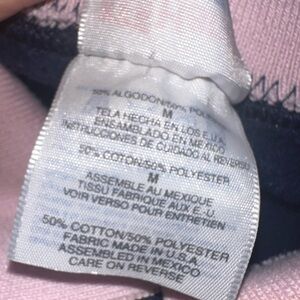 50% ALGODON/50% POL
M
TELA HECHA EN LOS E.U.A.
ENSAMBLADO EN MEXICO
INSTRUCCIONES DE CUIDADO AL REVERSO
50% COTON/50% POLYESTER
M
ASSEMBLE AU MEXIQUE
TISSU FABRIQUE AUX E.-U.
VOIR VERSO POUR ENTRETIEN
50% COTTON/50% POLYESTER
FABRIC MADE IN U.S.A.
ASSEMBLED IN MEXICO
CARE ON REVERSE